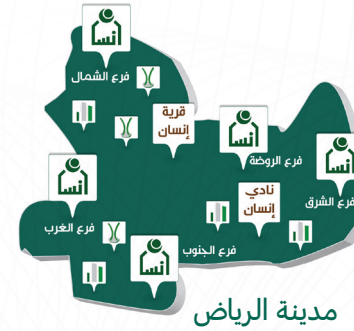 إنسان
فرع الشمال
قرية
إنسان
إنسان
فرع الروضة
إنسان
فرع الشرق
إنسان
فرع الغرب
نادي
إنسان
إنسان
فرع الجنوب
مدينة الرياض